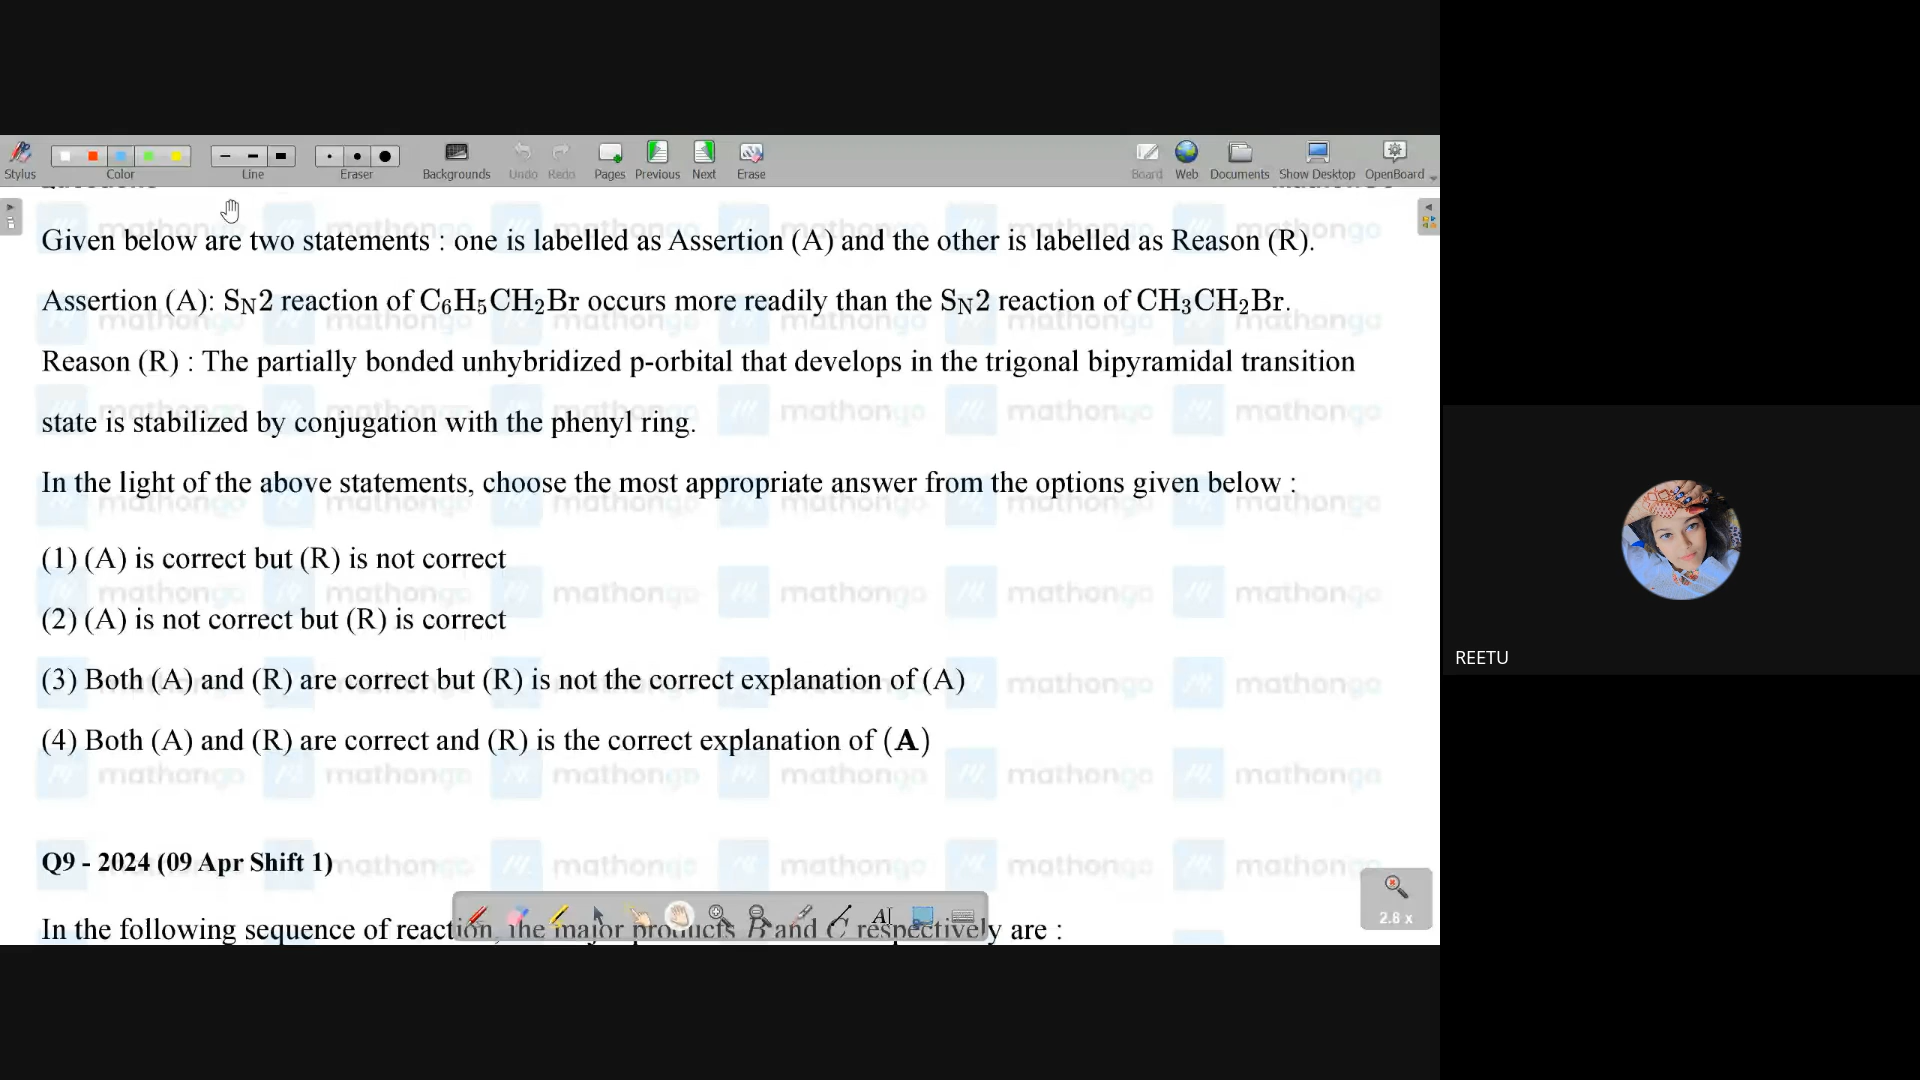 Stylus Color Line Eraser Backgrounds Undo Redo Pages Previous Next Erase Board Web Documents Show Desktop OpenBoard
Given below are two statements : one is labelled as Assertion (A) and the other is labelled as Reason (R).
Assertion (A): SN2 reaction of C₆H₅CH₂Br occurs more readily than the SN2 reaction of CH₃CH₂Br.
Reason (R) : The partially bonded unhybridized p-orbital that develops in the trigonal bipyramidal transition
state is stabilized by conjugation with the phenyl ring.
In the light of the above statements, choose the most appropriate answer from the options given below :
(1) (A) is correct but (R) is not correct
(2) (A) is not correct but (R) is correct
(3) Both (A) and (R) are correct but (R) is not the correct explanation of (A)
(4) Both (A) and (R) are correct and (R) is the correct explanation of (A)
Q9 - 2024 (09 Apr Shift 1)
In the following sequence of reaction, the major products B and C respectively are :
2.8 x
REETU
mathongo